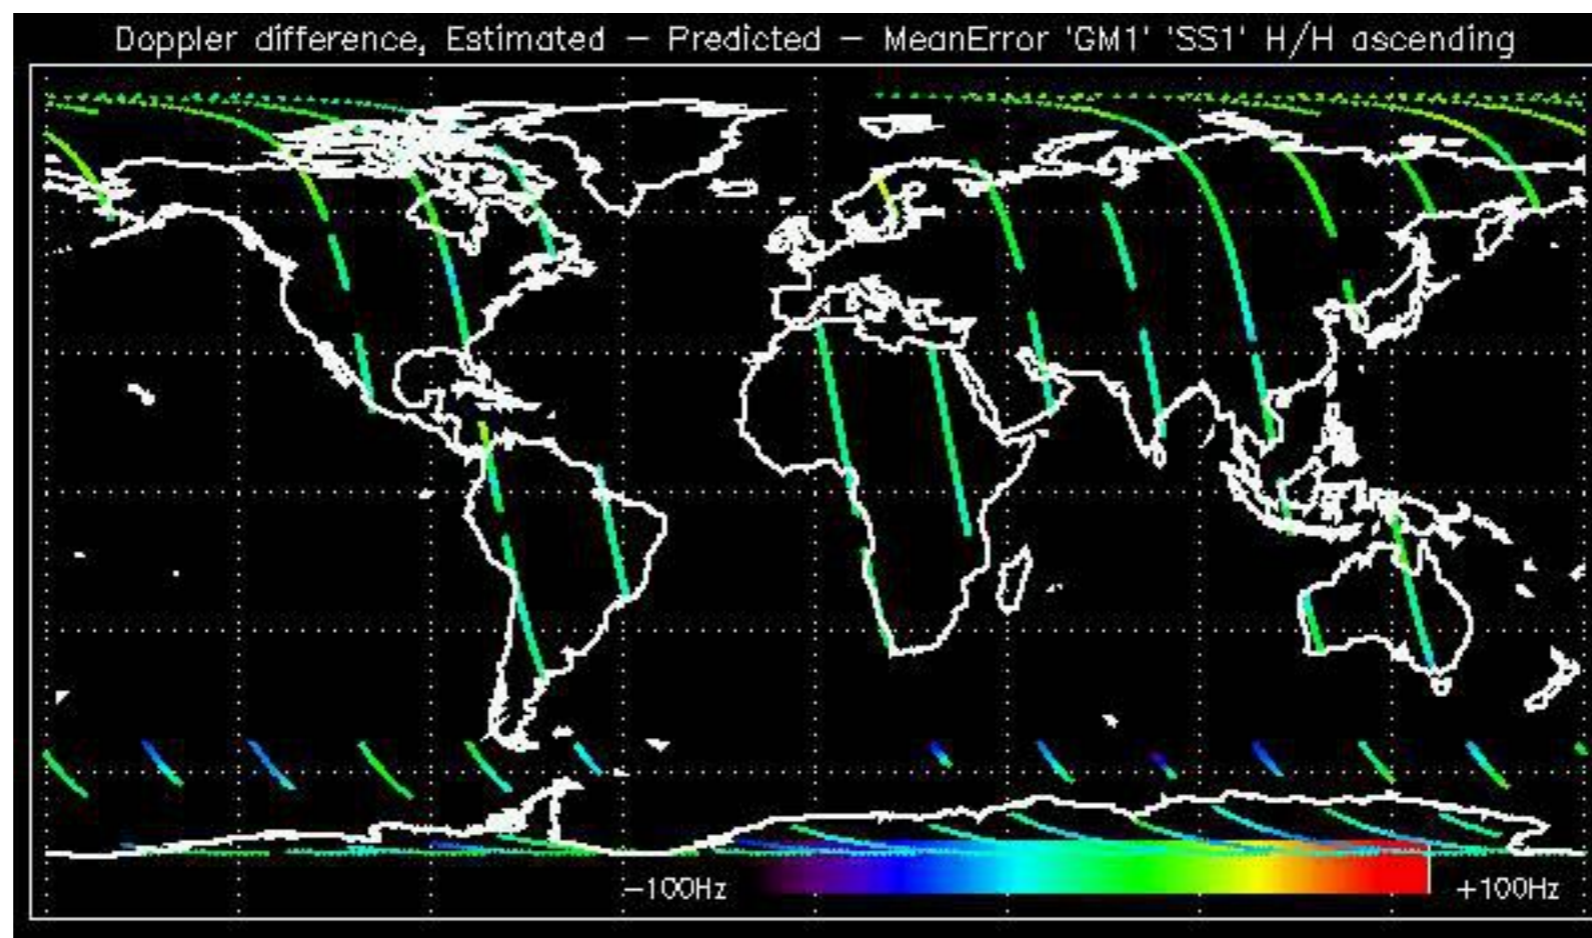 Doppler difference, Estimated – Predicted – MeanError 'GM1' 'SS1' H/H ascending
–100Hz
+100Hz